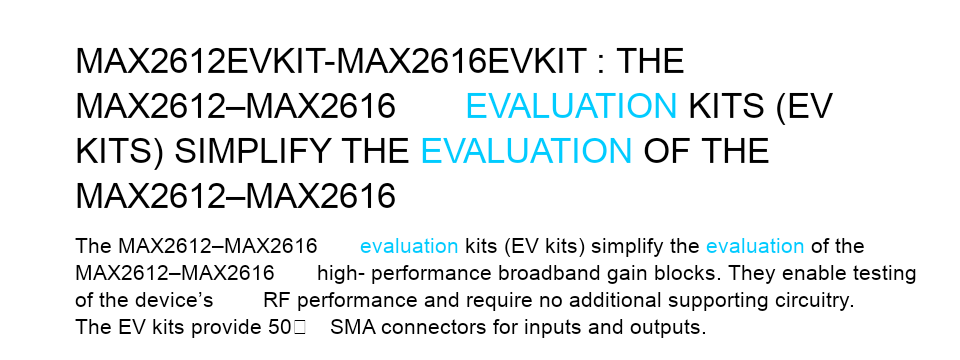 MAX2612EVKIT-MAX2616EVKIT : THE
MAX2612–MAX2616 EVALUATION KITS (EV
KITS) SIMPLIFY THE EVALUATION OF THE
MAX2612–MAX2616
The MAX2612–MAX2616 evaluation kits (EV kits) simplify the evaluation of the
MAX2612–MAX2616 high- performance broadband gain blocks. They enable testing
of the device’s RF performance and require no additional supporting circuitry.
The EV kits provide 50 SMA connectors for inputs and outputs.